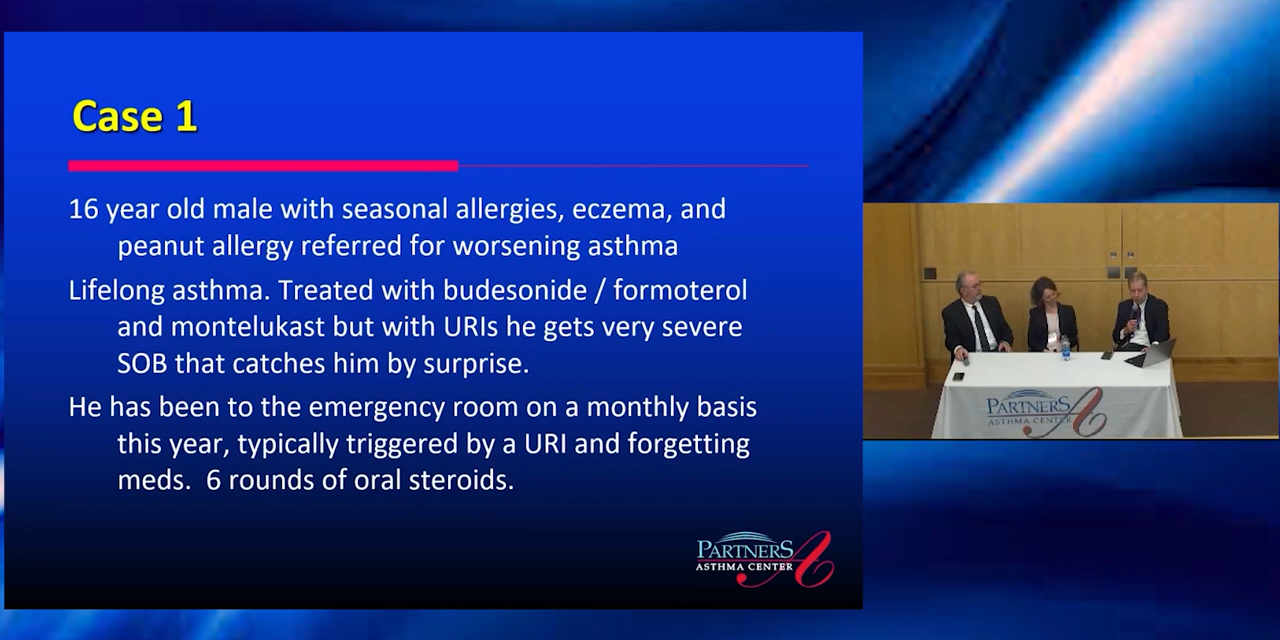 Case 1
16 year old male with seasonal allergies, eczema, and
peanut allergy referred for worsening asthma
Lifelong asthma. Treated with budesonide / formoterol
and montelukast but with URIs he gets very severe
SOB that catches him by surprise.
He has been to the emergency room on a monthly basis
this year, typically triggered by a URI and forgetting
meds.  6 rounds of oral steroids.
PARTNERS
ASTHMA CENTER
PARTNERS
ASTHMA CENTER